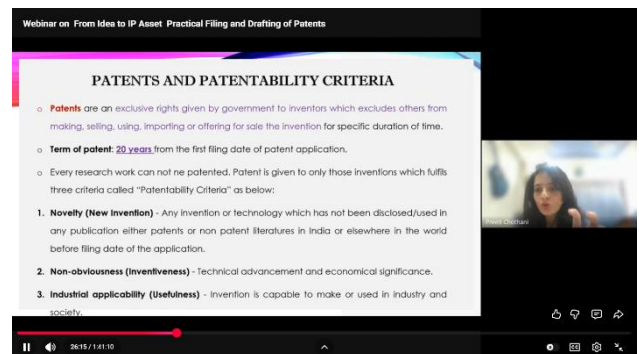 Webinar on From Idea to IP Asset Practical Filing and Drafting of Patents
PATENTS AND PATENTABILITY CRITERIA
o Patents are an exclusive rights given by government to inventors which excludes others from
making, selling, using, importing or offering for sale the invention for specific duration of time.
o Term of patent: 20 years from the first filing date of patent application.
o Every research work can not ne patented. Patent is given to only those inventions which fulfils
three criteria called "Patentability Criteria" as below:
1. Novelty (New Invention) - Any invention or technology which has not been disclosed/used in
any publication either patents or non patent literatures in India or elsewhere in the world
before filing date of the application.
2. Non-obviousness (Inventiveness) - Technical advancement and economical significance.
3. Industrial applicability (Usefulness) - Invention is capable to make or used in industry and
society.
26:15 / 1:41:10
CC